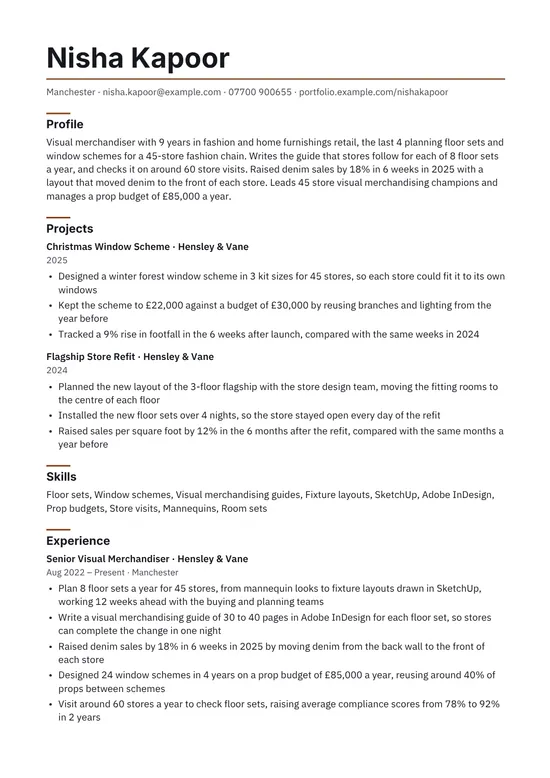 Nisha Kapoor
Manchester · nisha.kapoor@example.com · 07700 900655 · portfolio.example.com/nishakapoor
Profile
Visual merchandiser with 9 years in fashion and home furnishings retail, the last 4 planning floor sets and
window schemes for a 45-store fashion chain. Writes the guide that stores follow for each of 8 floor sets
a year, and checks it on around 60 store visits. Raised denim sales by 18% in 6 weeks in 2025 with a
layout that moved denim to the front of each store. Leads 45 store visual merchandising champions and
manages a prop budget of £85,000 a year.
Projects
Christmas Window Scheme · Hensley & Vane
2025
• Designed a winter forest window scheme in 3 kit sizes for 45 stores, so each store could fit it to its own
windows
• Kept the scheme to £22,000 against a budget of £30,000 by reusing branches and lighting from the
year before
• Tracked a 9% rise in footfall in the 6 weeks after launch, compared with the same weeks in 2024
Flagship Store Refit · Hensley & Vane
2024
• Planned the new layout of the 3-floor flagship with the store design team, moving the fitting rooms to
the centre of each floor
• Installed the new floor sets over 4 nights, so the store stayed open every day of the refit
• Raised sales per square foot by 12% in the 6 months after the refit, compared with the same months a
year before
Skills
Floor sets, Window schemes, Visual merchandising guides, Fixture layouts, SketchUp, Adobe InDesign,
Prop budgets, Store visits, Mannequins, Room sets
Experience
Senior Visual Merchandiser · Hensley & Vane
Aug 2022 – Present · Manchester
• Plan 8 floor sets a year for 45 stores, from mannequin looks to fixture layouts drawn in SketchUp,
working 12 weeks ahead with the buying and planning teams
• Write a visual merchandising guide of 30 to 40 pages in Adobe InDesign for each floor set, so stores
can complete the change in one night
• Raised denim sales by 18% in 6 weeks in 2025 by moving denim from the back wall to the front of
each store
• Designed 24 window schemes in 4 years on a prop budget of £85,000 a year, reusing around 40% of
props between schemes
• Visit around 60 stores a year to check floor sets, raising average compliance scores from 78% to 92%
in 2 years